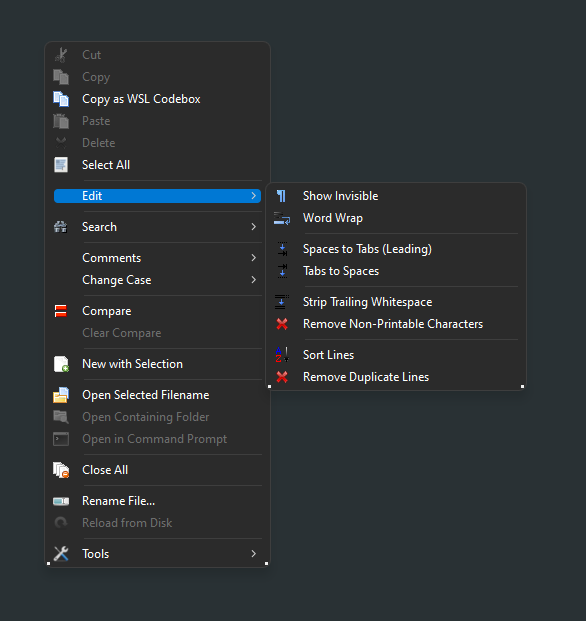 Cut
Copy
Copy as WSL Codebox
Paste
Delete
Select All
Edit
Search
Comments
Change Case
Compare
Clear Compare
New with Selection
Open Selected Filename
Open Containing Folder
Open in Command Prompt
Close All
Rename File...
Reload from Disk
Tools
Show Invisible
Word Wrap
Spaces to Tabs (Leading)
Tabs to Spaces
Strip Trailing Whitespace
Remove Non-Printable Characters
Sort Lines
Remove Duplicate Lines